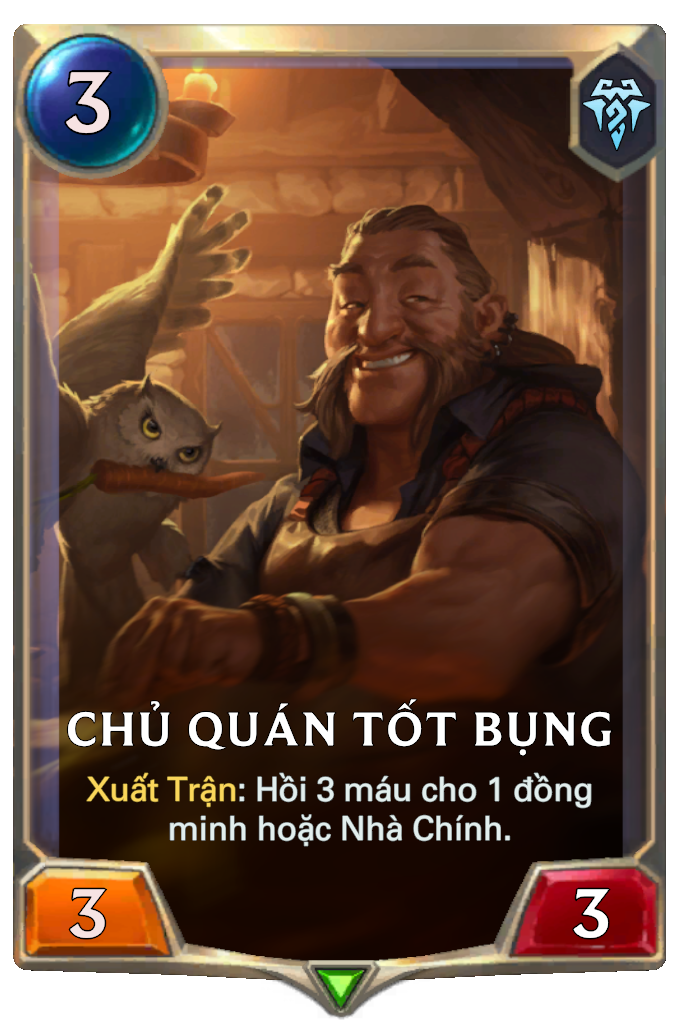 3
CHỦ QUÁN TỐT BỤNG
Xuất Trận: Hồi 3 máu cho 1 đồng
minh hoặc Nhà Chính.
3
3